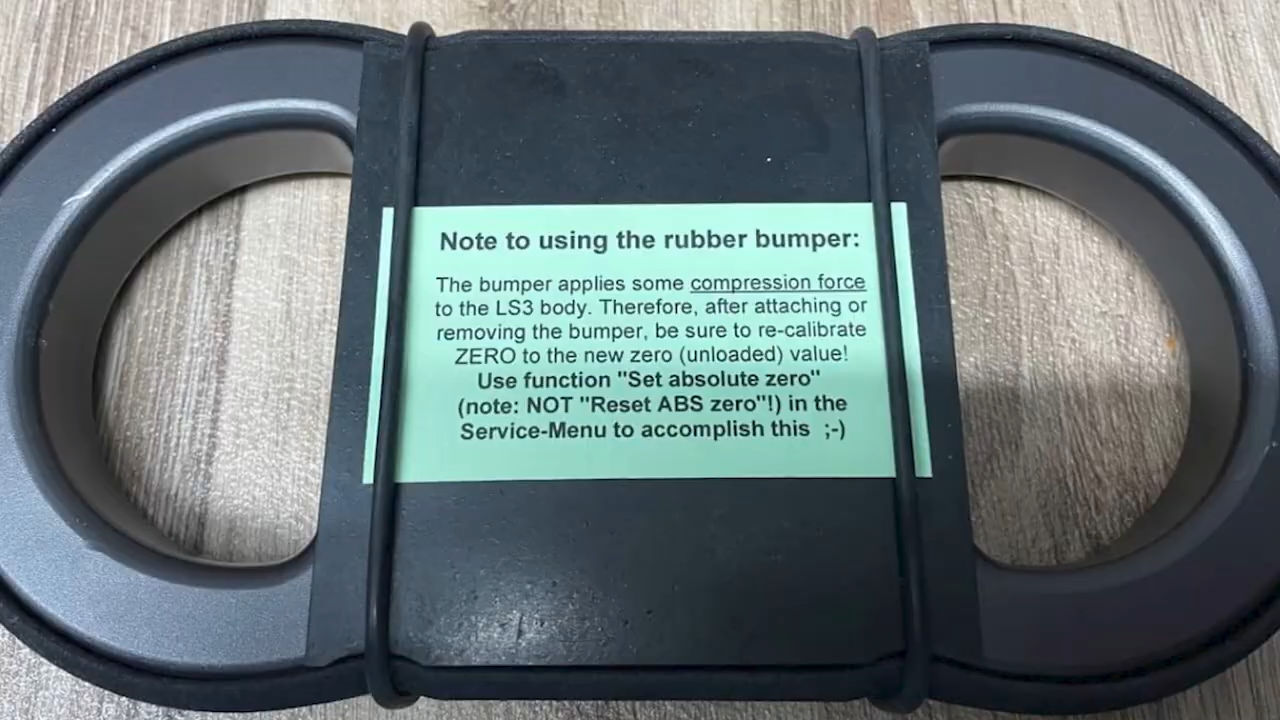 Note to using the rubber bumper:
The bumper applies some compression force
to the LS3 body. Therefore, after attaching or
removing the bumper, be sure to re-calibrate
ZERO to the new zero (unloaded) value!
Use function "Set absolute zero"
(note: NOT "Reset ABS zero"!) in the
Service-Menu to accomplish this ;-)